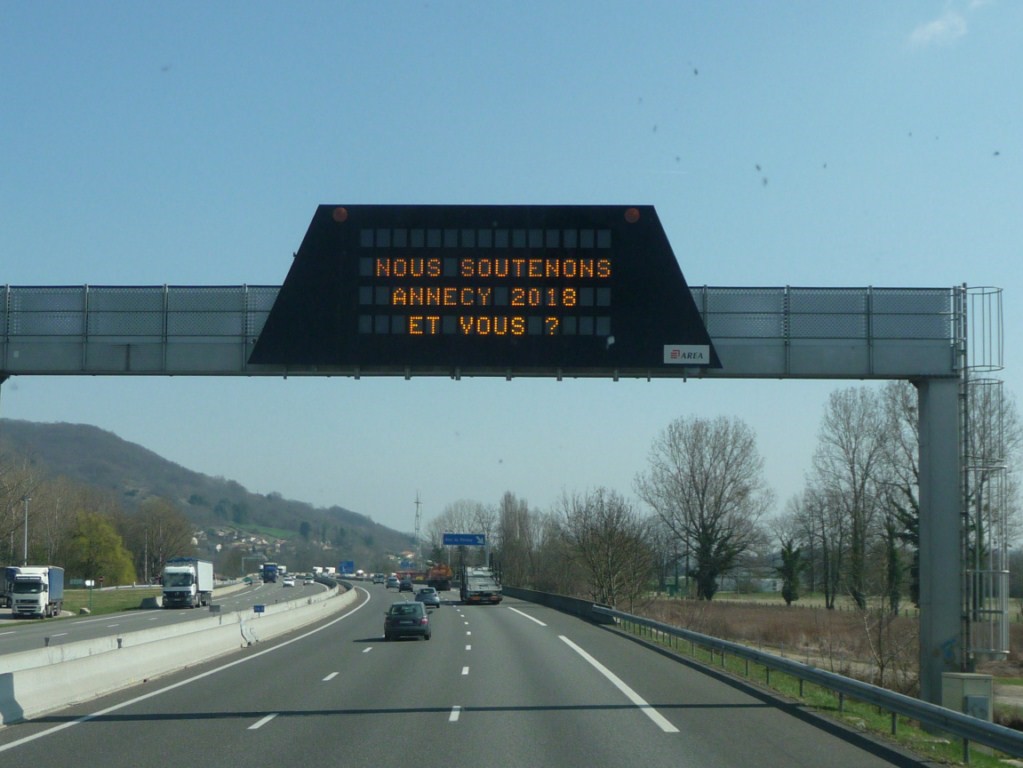 NOUS SOUTENONS
ANNECY 2018
ET VOUS ?
AREA